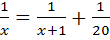 1/x = 1/(x+1) + 1/20